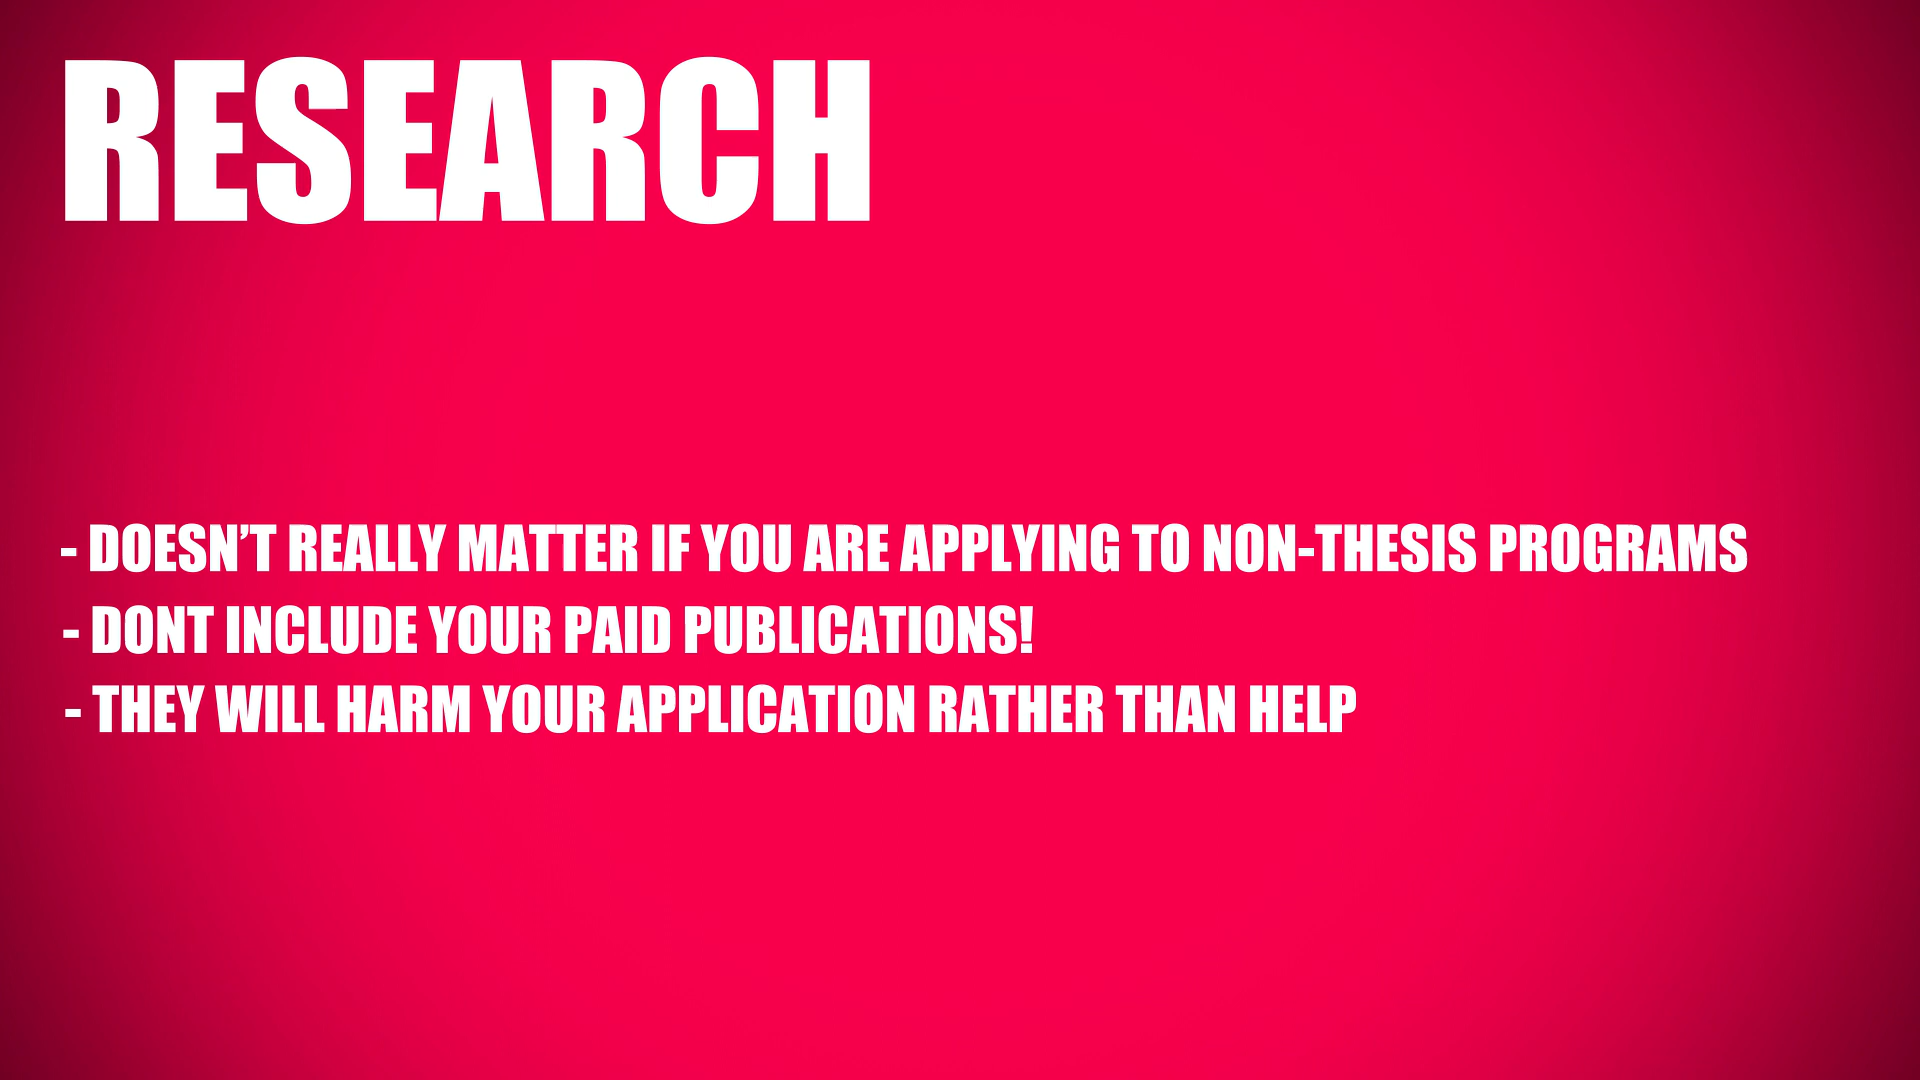 RESEARCH
- DOESN’T REALLY MATTER IF YOU ARE APPLYING TO NON-THESIS PROGRAMS
- DONT INCLUDE YOUR PAID PUBLICATIONS!
- THEY WILL HARM YOUR APPLICATION RATHER THAN HELP